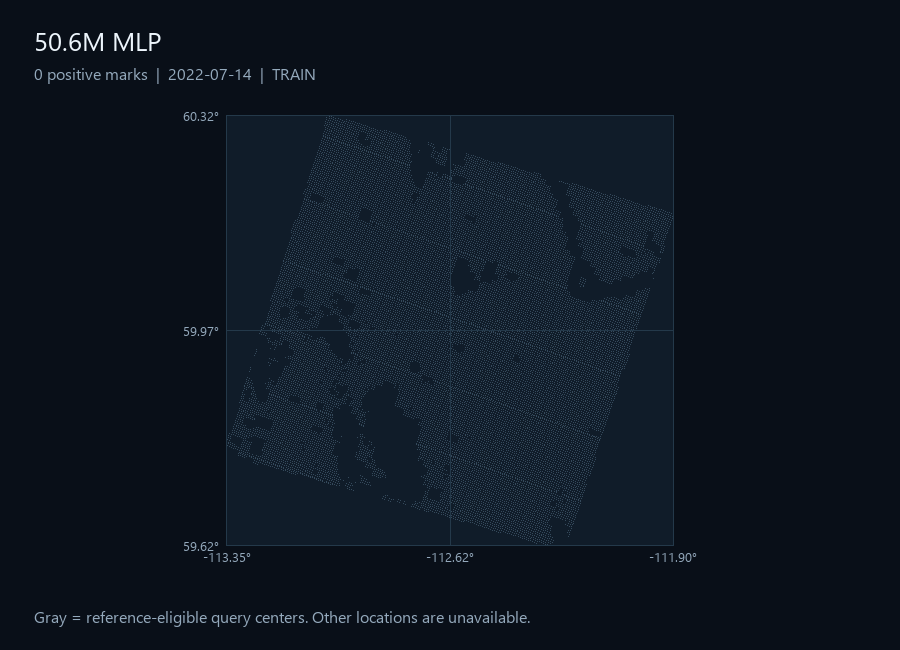 50.6M MLP
0 positive marks | 2022-07-14 | TRAIN
60.32°
59.97°
59.62°
-113.35°
-112.62°
-111.90°
Gray = reference-eligible query centers. Other locations are unavailable.